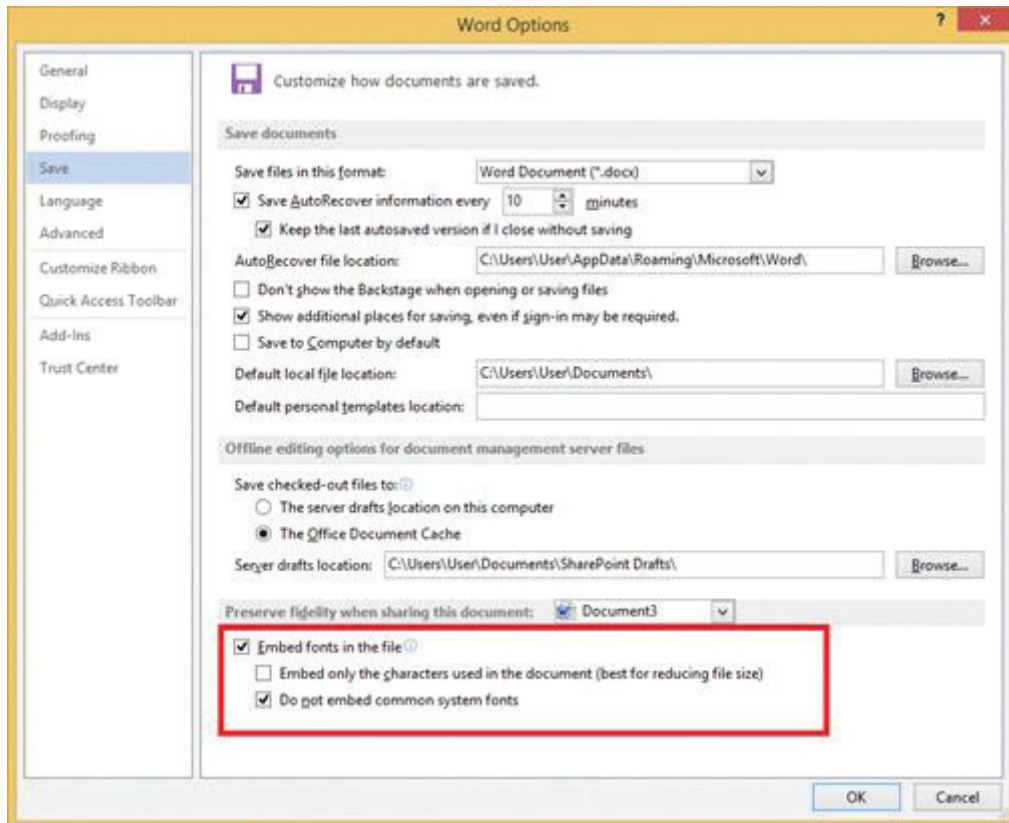 Word Options
?
General
Display
Proofing
Save
Language
Advanced
Customize Ribbon
Quick Access Toolbar
Add-Ins
Trust Center
Customize how documents are saved.
Save documents
Save files in this format: Word Document (*.docx)
Save AutoRecover information every 10 minutes
Keep the last autosaved version if I close without saving
AutoRecover file location: C:\Users\User\AppData\Roaming\Microsoft\Word\ Browse...
Don't show the Backstage when opening or saving files
Show additional places for saving, even if sign-in may be required.
Save to Computer by default
Default local file location: C:\Users\User\Documents\ Browse...
Default personal templates location:
Offline editing options for document management server files
Save checked-out files to:
The server drafts location on this computer
The Office Document Cache
Server drafts location: C:\Users\User\Documents\SharePoint Drafts\ Browse...
Preserve fidelity when sharing this document: Document3
Embed fonts in the file
Embed only the characters used in the document (best for reducing file size)
Do not embed common system fonts
OK Cancel